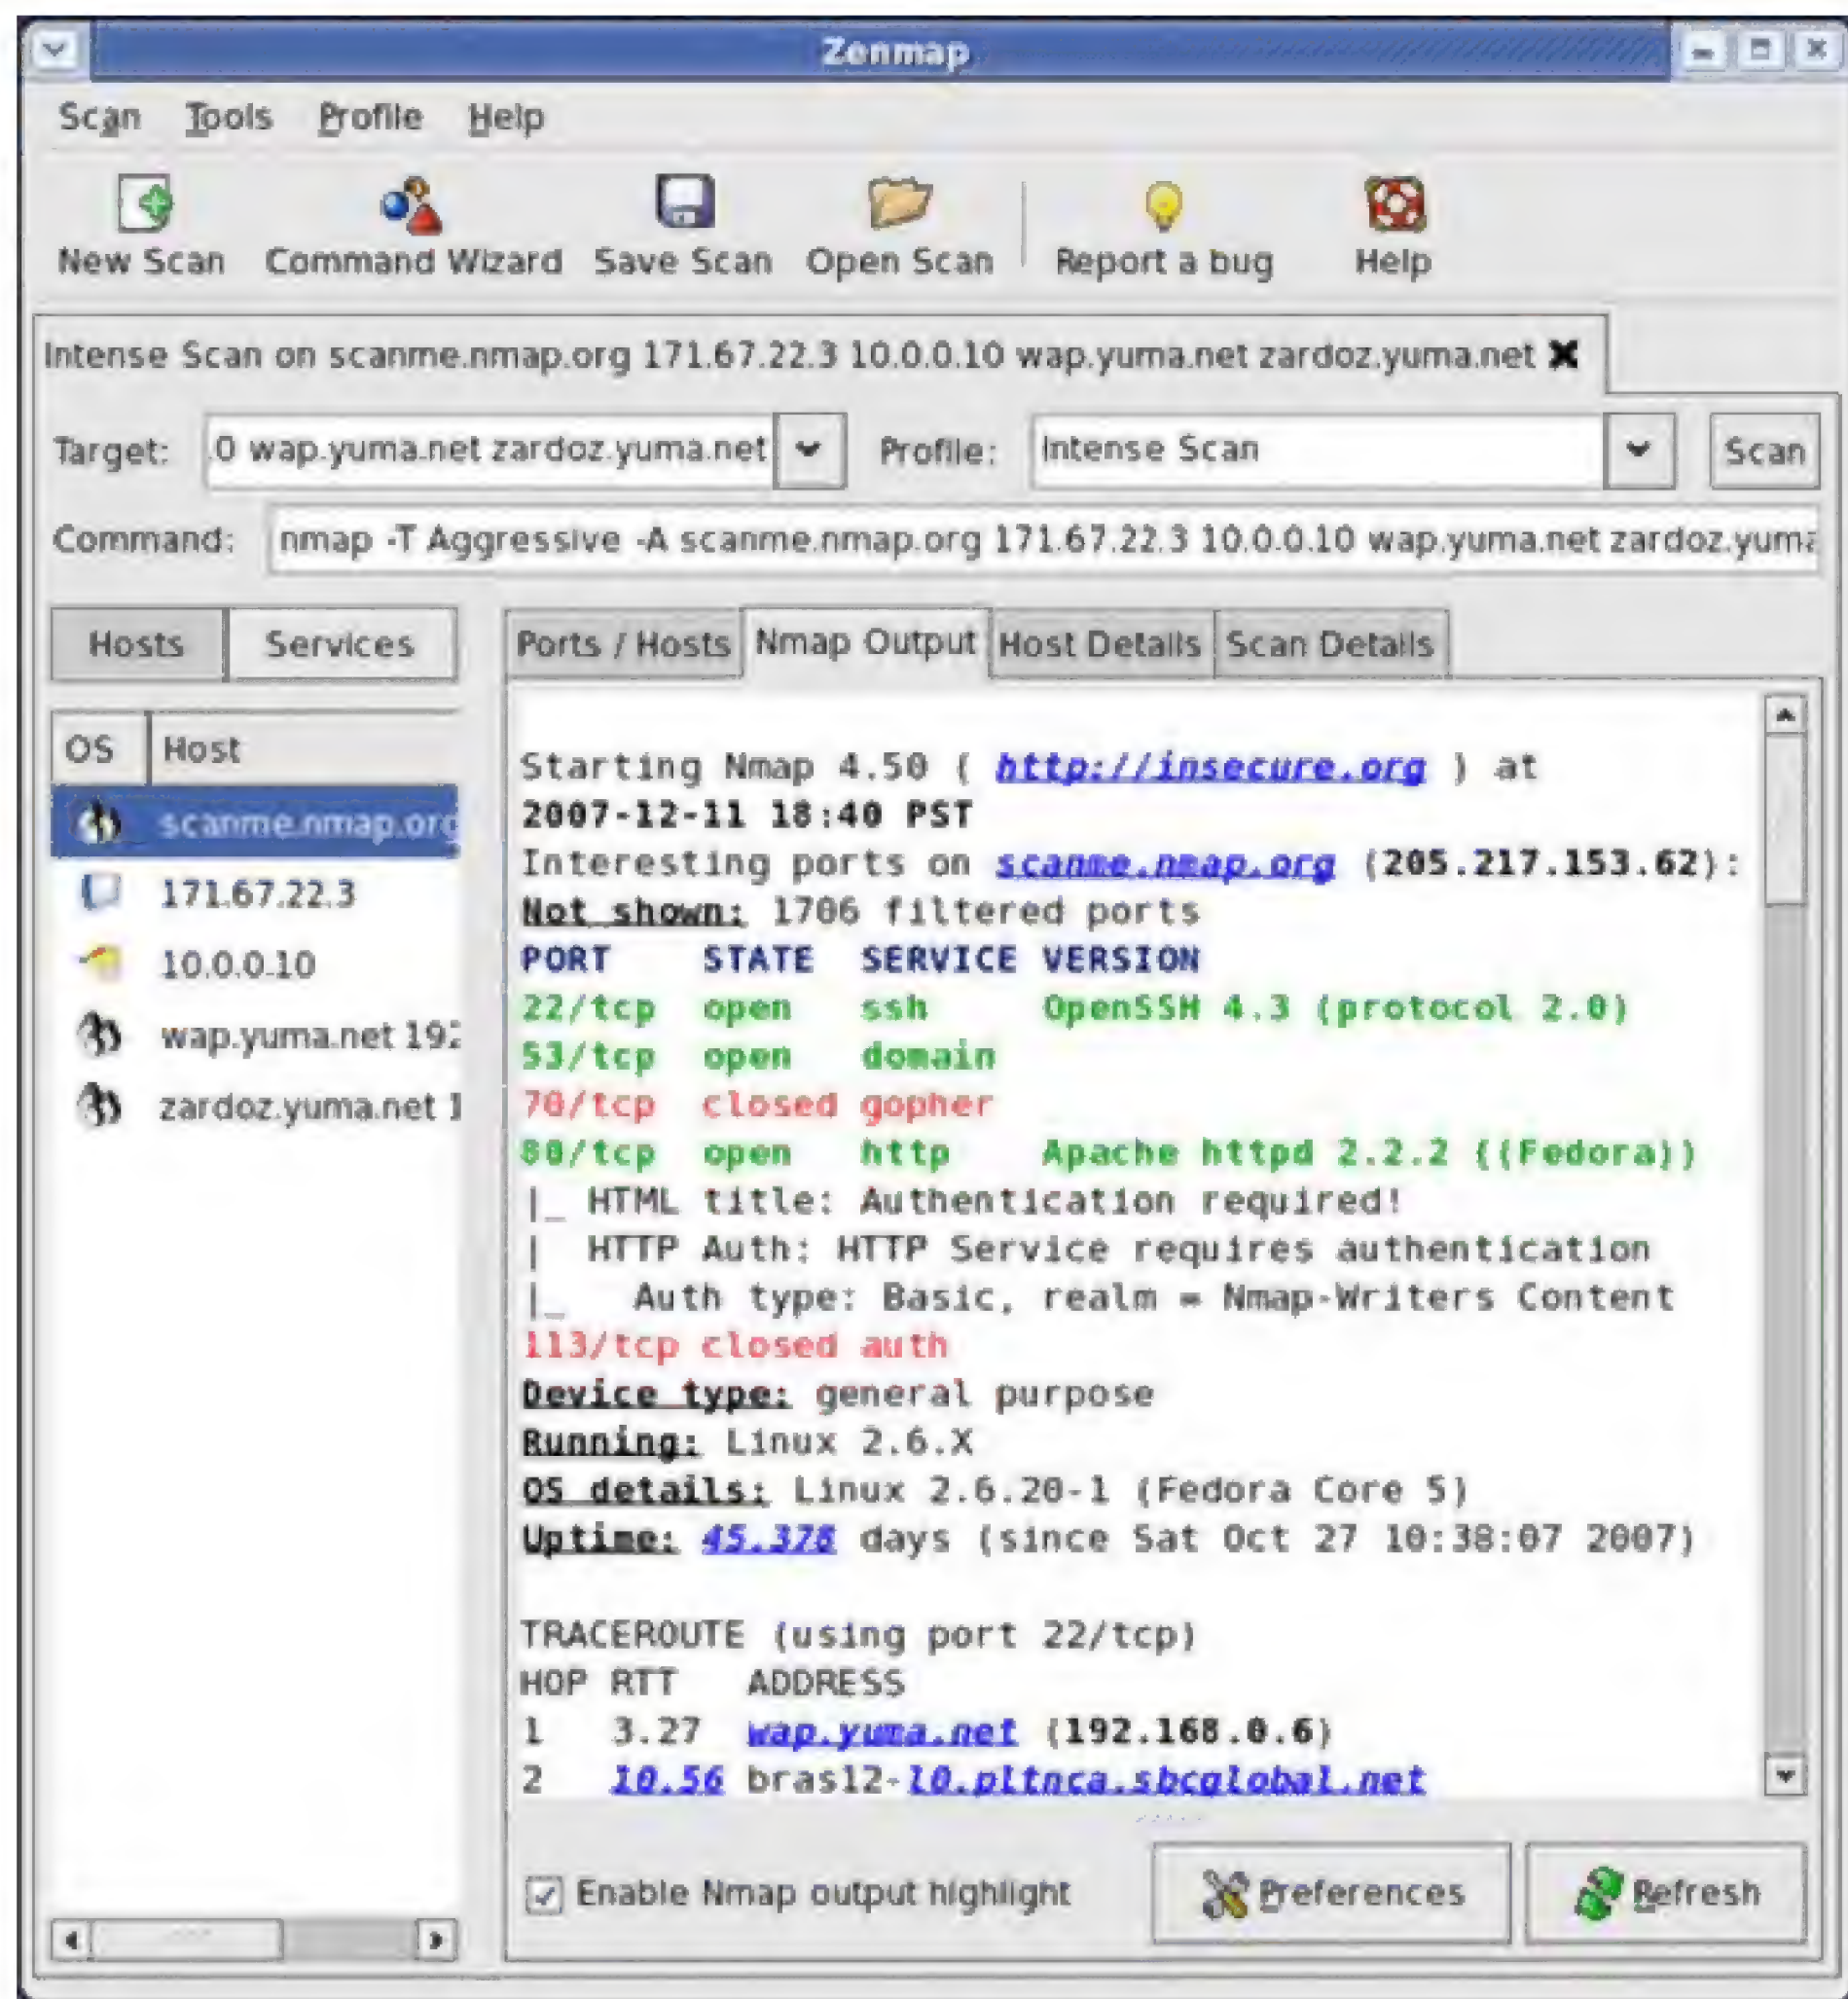 Zenmap
Scan Tools Profile Help
New Scan Command Wizard Save Scan Open Scan Report a bug Help
Intense Scan on scanme.nmap.org 171.67.22.3 10.0.0.10 wap.yuma.net zardoz.yuma.net
Target: .0 wap.yuma.net zardoz.yuma.net Profile: Intense Scan Scan
Command: nmap -T Aggressive -A scanme.nmap.org 171.67.22.3 10.0.0.10 wap.yuma.net zardoz.yuma
Hosts Services
OS Host
scanme.nmap.org
171.67.22.3
10.0.0.10
wap.yuma.net 192
zardoz.yuma.net 1
Ports / Hosts Nmap Output Host Details Scan Details
Starting Nmap 4.50 ( http://insecure.org ) at
2007-12-11 18:40 PST
Interesting ports on scanme.nmap.org (205.217.153.62):
Not shown: 1706 filtered ports
PORT STATE SERVICE VERSION
22/tcp open ssh OpenSSH 4.3 (protocol 2.0)
53/tcp open domain
70/tcp closed gopher
80/tcp open http Apache httpd 2.2.2 ((Fedora))
|_ HTML title: Authentication required!
| HTTP Auth: HTTP Service requires authentication
|_ Auth type: Basic, realm = Nmap-Writers Content
113/tcp closed auth
Device type: general purpose
Running: Linux 2.6.X
OS details: Linux 2.6.20-1 (Fedora Core 5)
Uptime: 45.378 days (since Sat Oct 27 10:38:07 2007)
TRACEROUTE (using port 22/tcp)
HOP RTT ADDRESS
1 3.27 wap.yuma.net (192.168.0.6)
2 10.56 bras12-l0.pltnca.sbcglobal.net
Enable Nmap output highlight Preferences Refresh